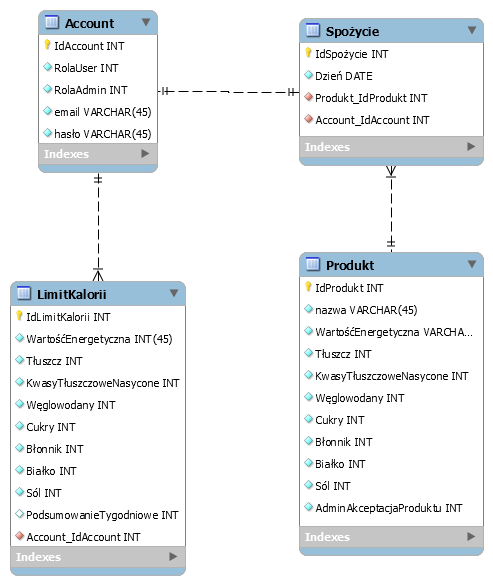 Account
IdAccount INT
RolaUser INT
RolaAdmin INT
email VARCHAR(45)
hasło VARCHAR(45)
Indexes
Spożycie
IdSpożycie INT
Dzień DATE
Produkt_IdProdukt INT
Account_IdAccount INT
Indexes
LimitKalorii
IdLimitKalorii INT
WartośćEnergetyczna INT(45)
Tłuszcz INT
KwasyTłuszczoweNasycone INT
Węglowodany INT
Cukry INT
Błonnik INT
Białko INT
Sól INT
PodsumowanieTygodniowe INT
Account_IdAccount INT
Indexes
Produkt
IdProdukt INT
nazwa VARCHAR(45)
WartośćEnergetyczna VARCHA...
Tłuszcz INT
KwasyTłuszczoweNasycone INT
Węglowodany INT
Cukry INT
Błonnik INT
Białko INT
Sól INT
AdminAkceptacjaProduktu INT
Indexes